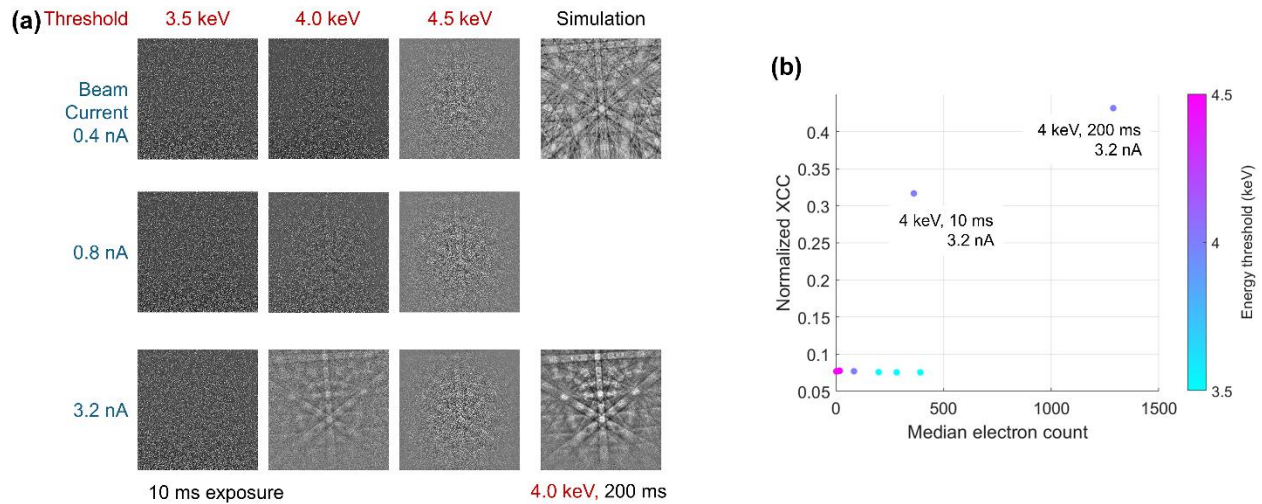 (a)
Threshold 3.5 keV 4.0 keV 4.5 keV Simulation
Beam
Current
0.4 nA
0.8 nA
3.2 nA
10 ms exposure
4.0 keV, 200 ms
(b)
Normalized XCC
0.4
0.35
0.3
0.25
0.2
0.15
0.1
0.05
4 keV, 200 ms
3.2 nA
4 keV, 10 ms
3.2 nA
0 500 1000 1500
Median electron count
4.5
4
3.5
Energy threshold (keV)